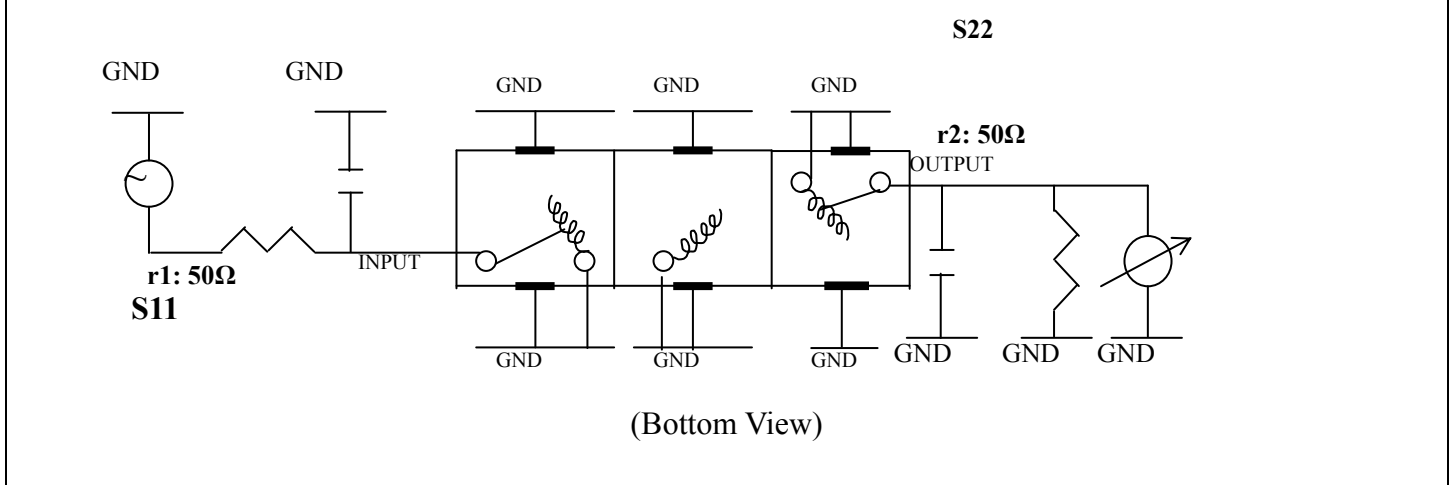 S22
GND
GND
GND
GND
GND
r2: 50Ω
OUTPUT
INPUT
r1: 50Ω
S11
GND
GND
GND
GND
GND
GND
(Bottom View)